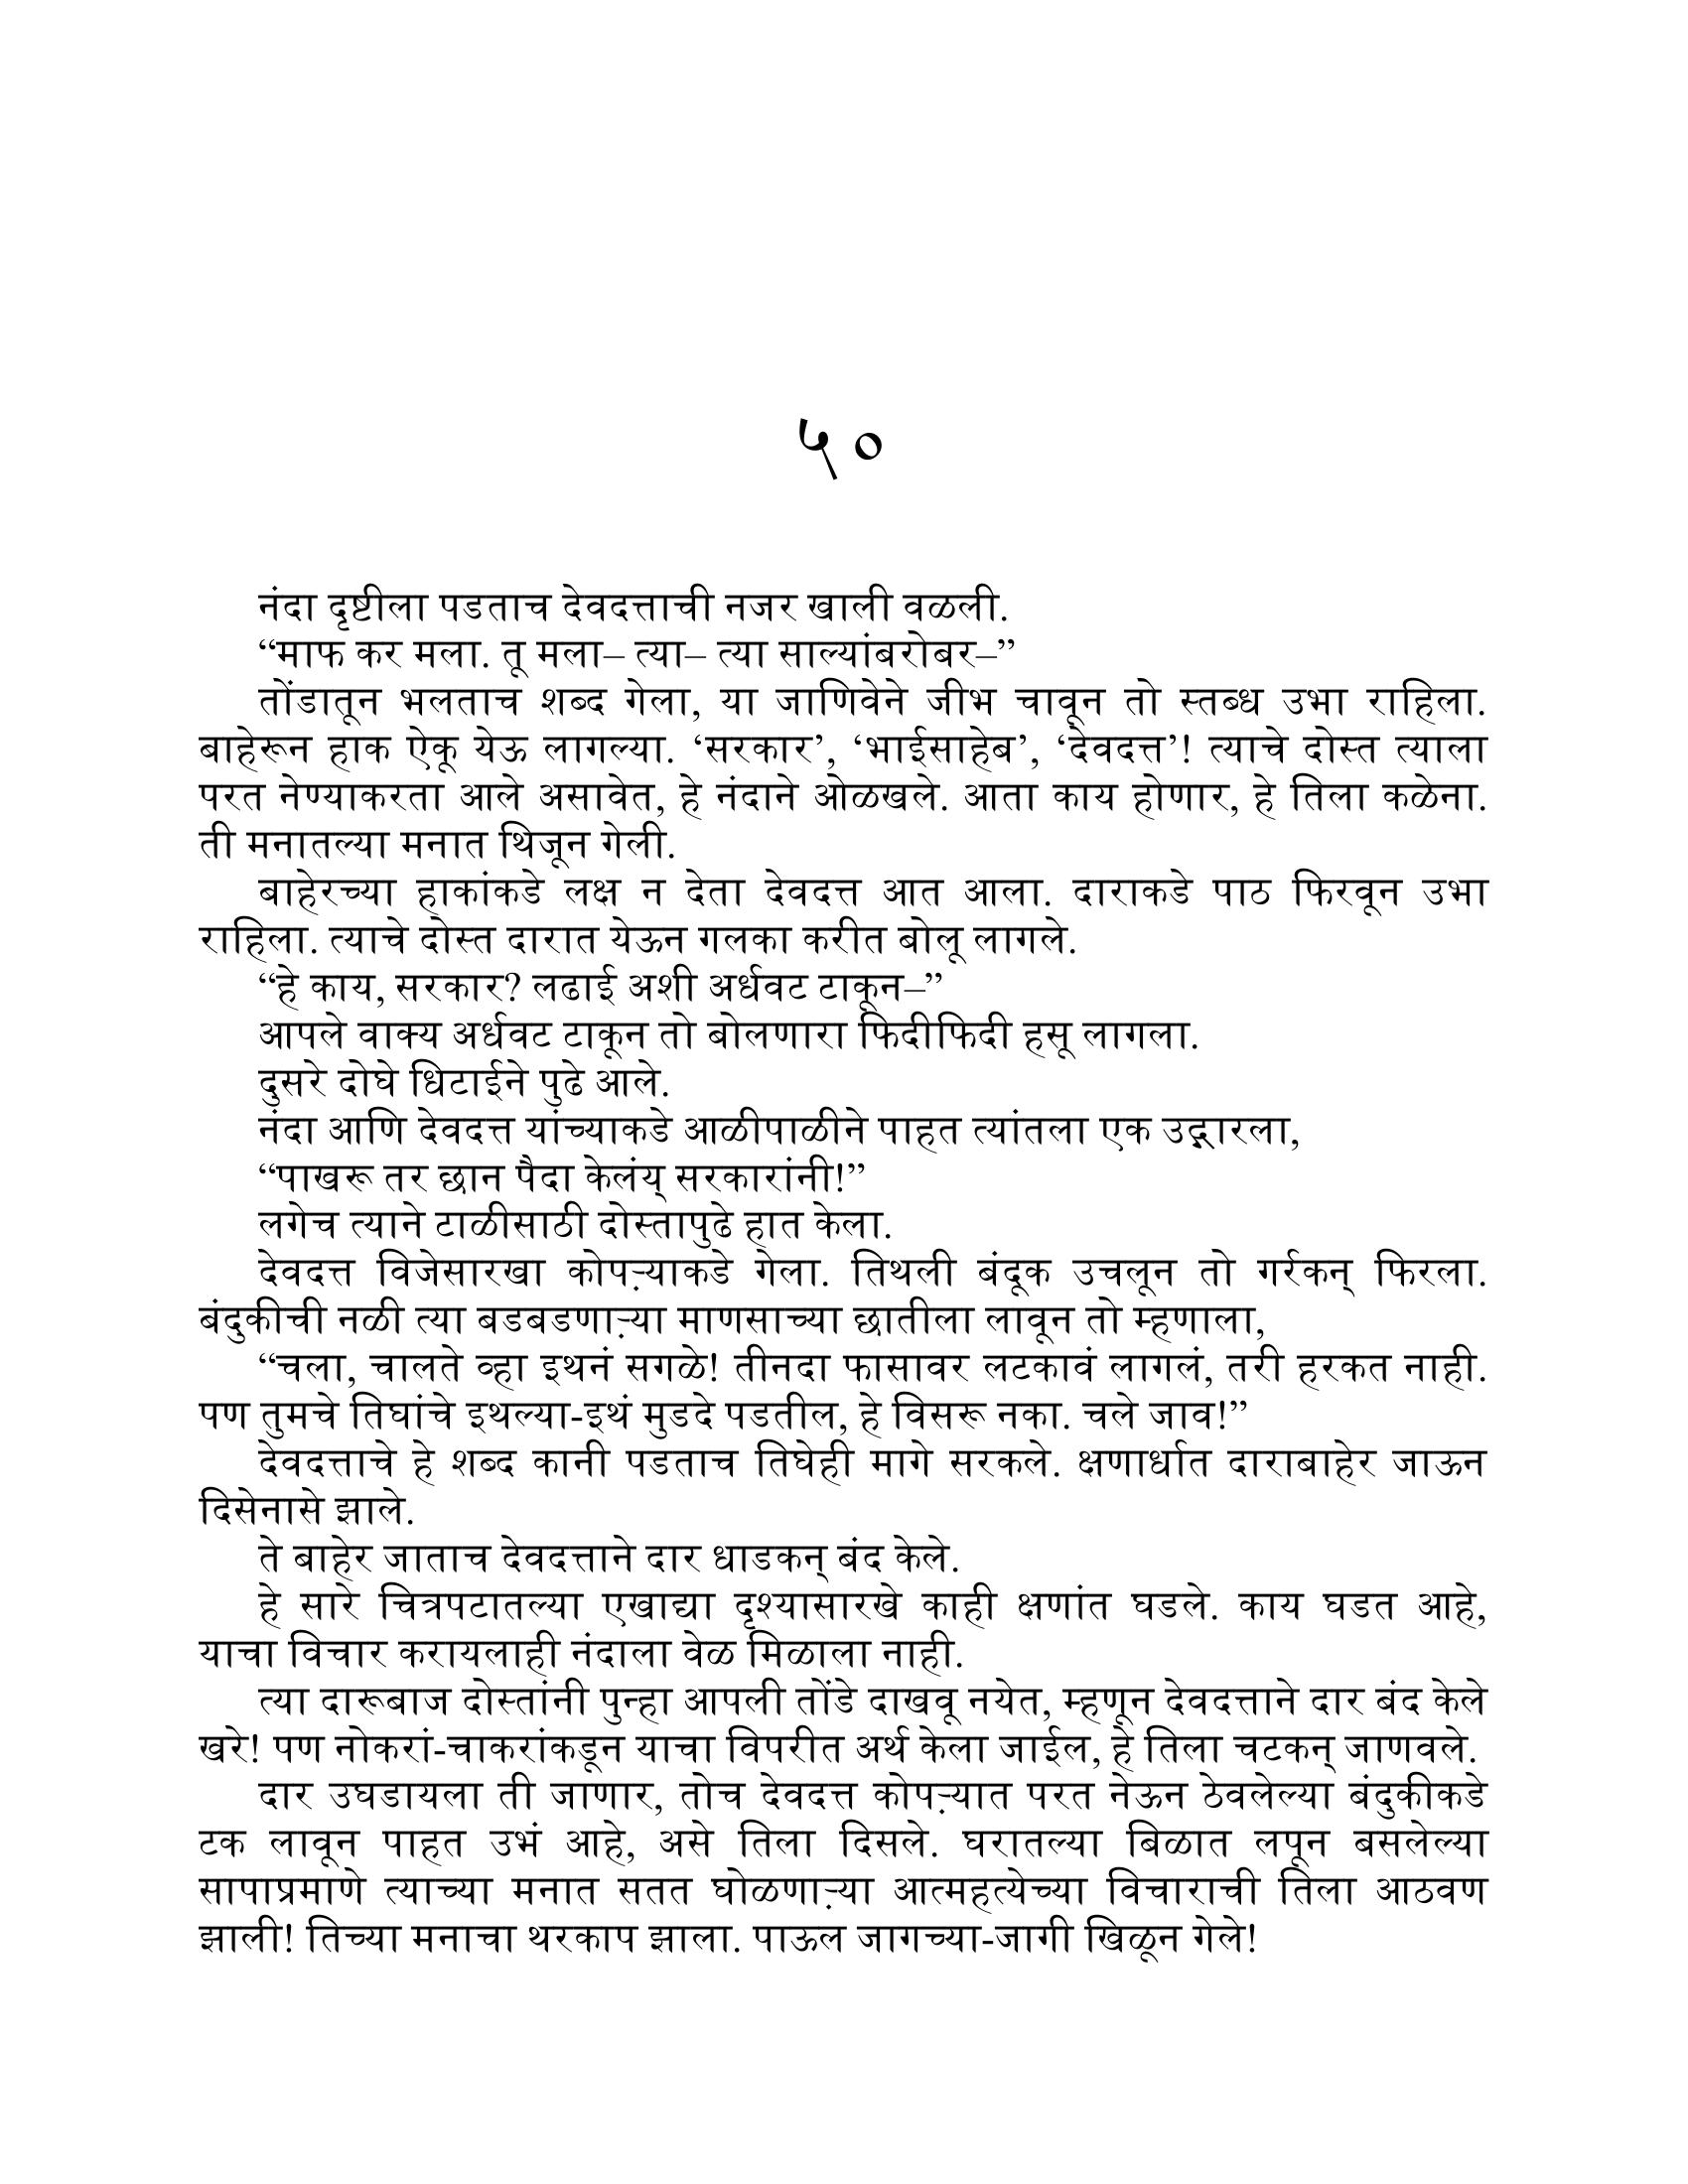 ५०
नंदा दृष्टीला पडताच देवदत्ताची नजर खाली वळली.
“माफ कर मला. तू मला– त्या– त्या साल्यांबरोबर–”
तोंडातून भलताच शब्द गेला, या जाणिवेने जीभ चावून तो स्तब्ध उभा राहिला.
बाहेरून हाक ऐकू येऊ लागल्या. ‘सरकार’, ‘भाईसाहेब’, ‘देवदत्त’! त्याचे दोस्त त्याला
परत नेण्याकरता आले असावेत, हे नंदाने ओळखले. आता काय होणार, हे तिला कळेना.
ती मनातल्या मनात थिजून गेली.
बाहेरच्या हाकांकडे लक्ष न देता देवदत्त आत आला. दाराकडे पाठ फिरवून उभा
राहिला. त्याचे दोस्त दारात येऊन गलका करीत बोलू लागले.
“हे काय, सरकार? लढाई अशी अर्धवट टाकून–”
आपले वाक्य अर्धवट टाकून तो बोलणारा फिदीफिदी हसू लागला.
दुसरे दोघे धिटाईने पुढे आले.
नंदा आणि देवदत्त यांच्याकडे आळीपाळीने पाहत त्यांतला एक उद्गारला,
“पाखरू तर छान पैदा केलंय् सरकारांनी!”
लगेच त्याने टाळीसाठी दोस्तापुढे हात केला.
देवदत्त विजेसारखा कोपऱ्याकडे गेला. तिथली बंदूक उचलून तो गर्रकन् फिरला.
बंदुकीची नळी त्या बडबडणाऱ्या माणसाच्या छातीला लावून तो म्हणाला,
“चला, चालते व्हा इथनं सगळे! तीनदा फासावर लटकावं लागलं, तरी हरकत नाही.
पण तुमचे तिघांचे इथल्या-इथं मुडदे पडतील, हे विसरू नका. चले जाव!”
देवदत्ताचे हे शब्द कानी पडताच तिघेही मागे सरकले. क्षणार्धात दाराबाहेर जाऊन
दिसेनासे झाले.
ते बाहेर जाताच देवदत्ताने दार धाडकन् बंद केले.
हे सारे चित्रपटातल्या एखाद्या दृश्यासारखे काही क्षणांत घडले. काय घडत आहे,
याचा विचार करायलाही नंदाला वेळ मिळाला नाही.
त्या दारूबाज दोस्तांनी पुन्हा आपली तोंडे दाखवू नयेत, म्हणून देवदत्ताने दार बंद केले
खरे! पण नोकरां-चाकरांकडून याचा विपरीत अर्थ केला जाईल, हे तिला चटकन् जाणवले.
दार उघडायला ती जाणार, तोच देवदत्त कोपऱ्यात परत नेऊन ठेवलेल्या बंदुकीकडे
टक लावून पाहत उभं आहे, असे तिला दिसले. घरातल्या बिळात लपून बसलेल्या
सापाप्रमाणे त्याच्या मनात सतत घोळणाऱ्या आत्महत्येच्या विचाराची तिला आठवण
झाली! तिच्या मनाचा थरकाप झाला. पाऊल जागच्या-जागी खिळून गेले!